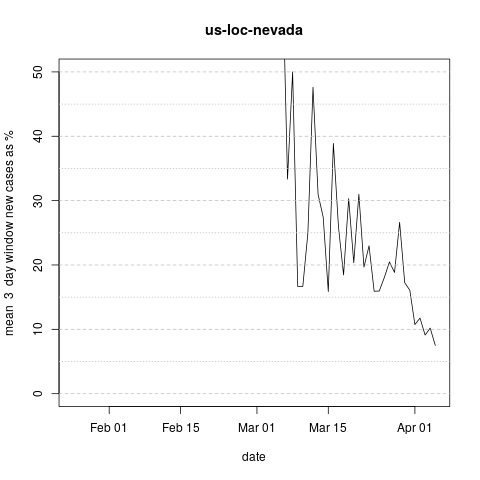 us-loc-nevada
mean  3  day window new cases as %
50
40
30
20
10
0
Feb 01
Feb 15
Mar 01
Mar 15
Apr 01
date